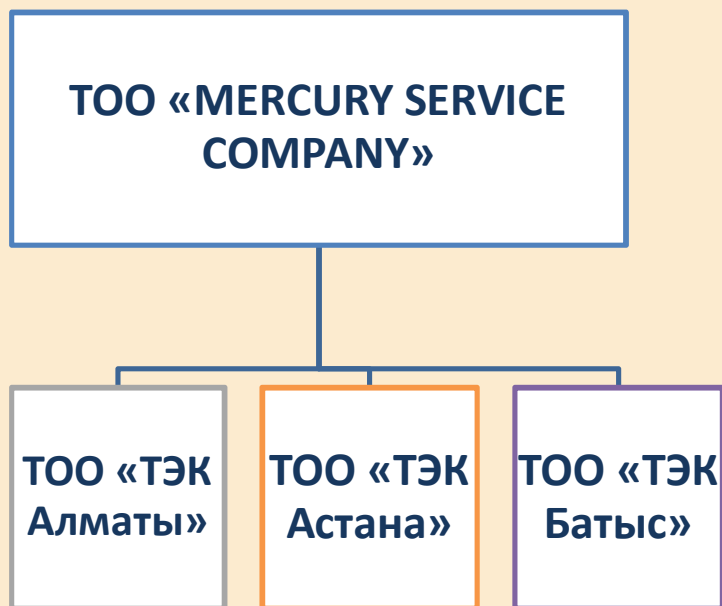 ТОО «MERCURY SERVICE
COMPANY»
ТОО «ТЭК
Алматы»
ТОО «ТЭК
Астана»
ТОО «ТЭК
Батыс»